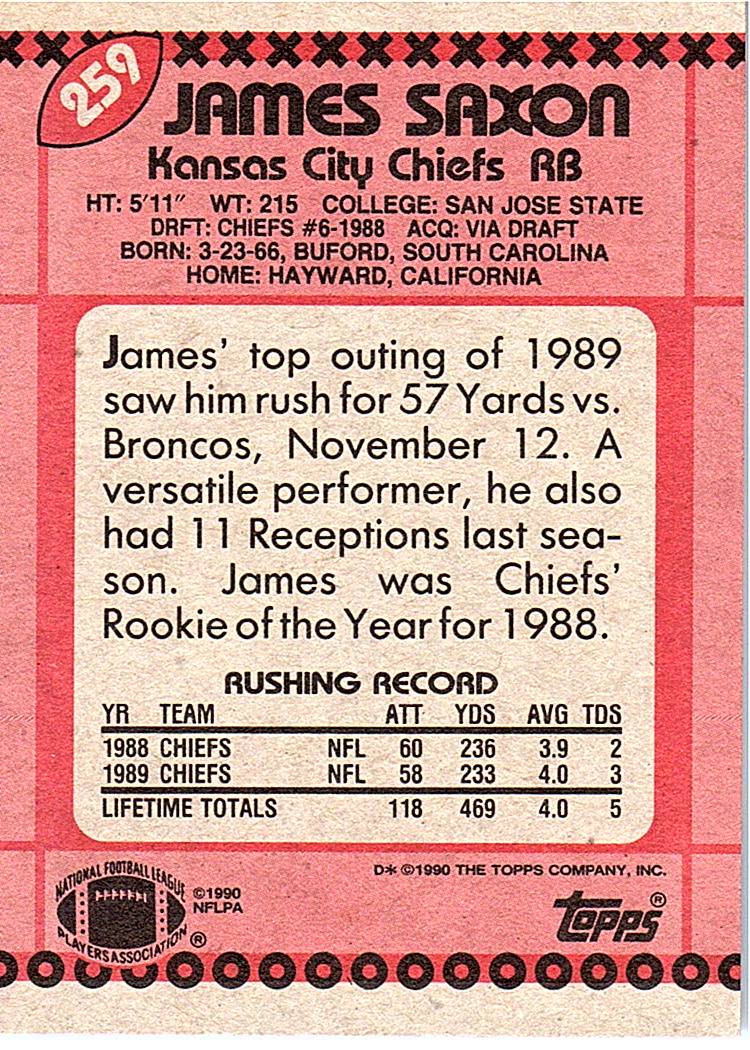 259
JAMES SAXON
Kansas City Chiefs RB
HT: 5'11" WT: 215 COLLEGE: SAN JOSE STATE
DRFT: CHIEFS #6-1988 ACQ: VIA DRAFT
BORN: 3-23-66, BUFORD, SOUTH CAROLINA
HOME: HAYWARD, CALIFORNIA
James' top outing of 1989
saw him rush for 57 Yards vs.
Broncos, November 12. A
versatile performer, he also
had 11 Receptions last sea-
son. James was Chiefs'
Rookie of the Year for 1988.
RUSHING RECORD
YR TEAM ATT YDS AVG TDS
1988 CHIEFS NFL 60 236 3.9 2
1989 CHIEFS NFL 58 233 4.0 3
LIFETIME TOTALS 118 469 4.0 5
D* ©1990 THE TOPPS COMPANY, INC.
NATIONAL FOOTBALL LEAGUE
PLAYERS ASSOCIATION ®
©1990
NFLPA
Topps ®